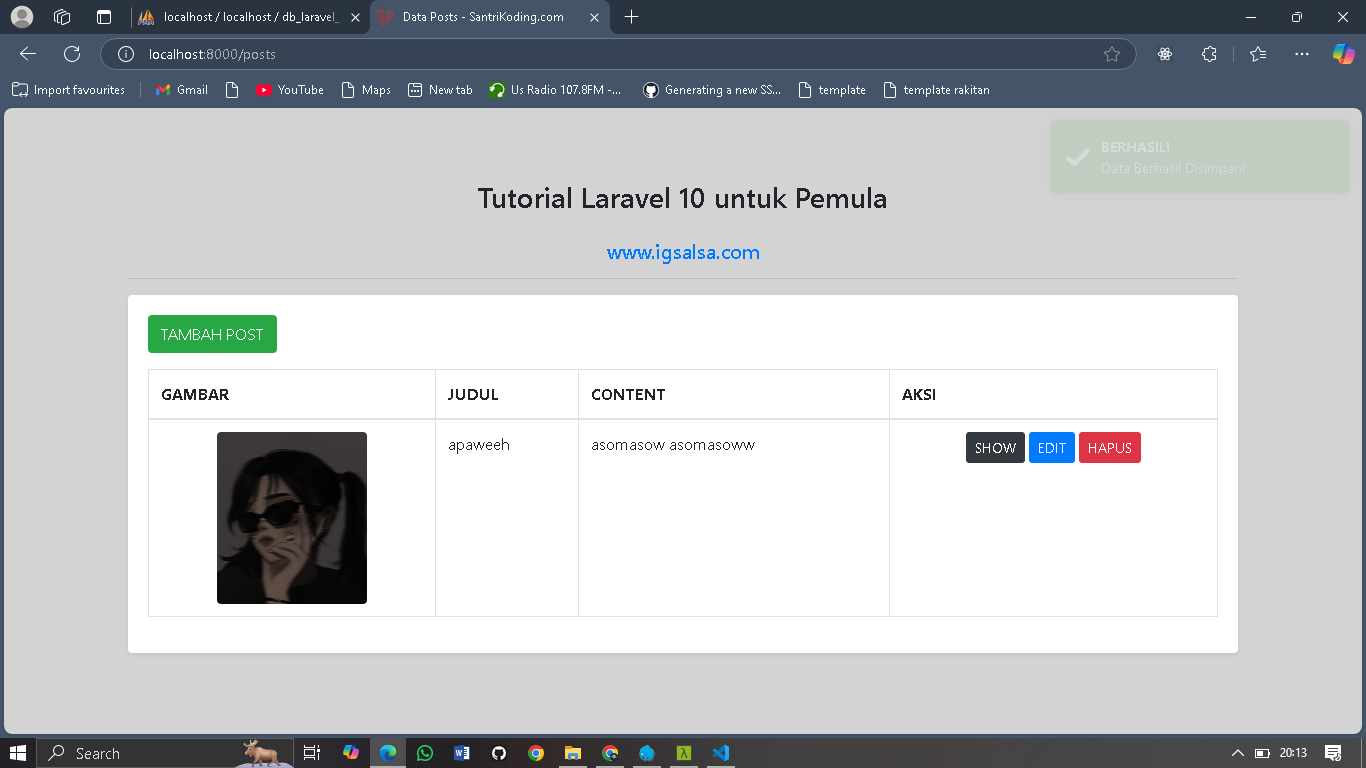 localhost / localhost / db_laravel_
Data Posts - SantriKoding.com
localhost:8000/posts
Import favourites
Gmail
YouTube
Maps
New tab
Us Radio 107.8FM -...
Generating a new SS...
template
template rakitan
BERHASIL!
Data Berhasil Disimpan!
Tutorial Laravel 10 untuk Pemula
www.igsalsa.com
TAMBAH POST
GAMBAR JUDUL CONTENT AKSI
apaweeh asomasow asomasoww SHOW EDIT HAPUS
Search
20:13